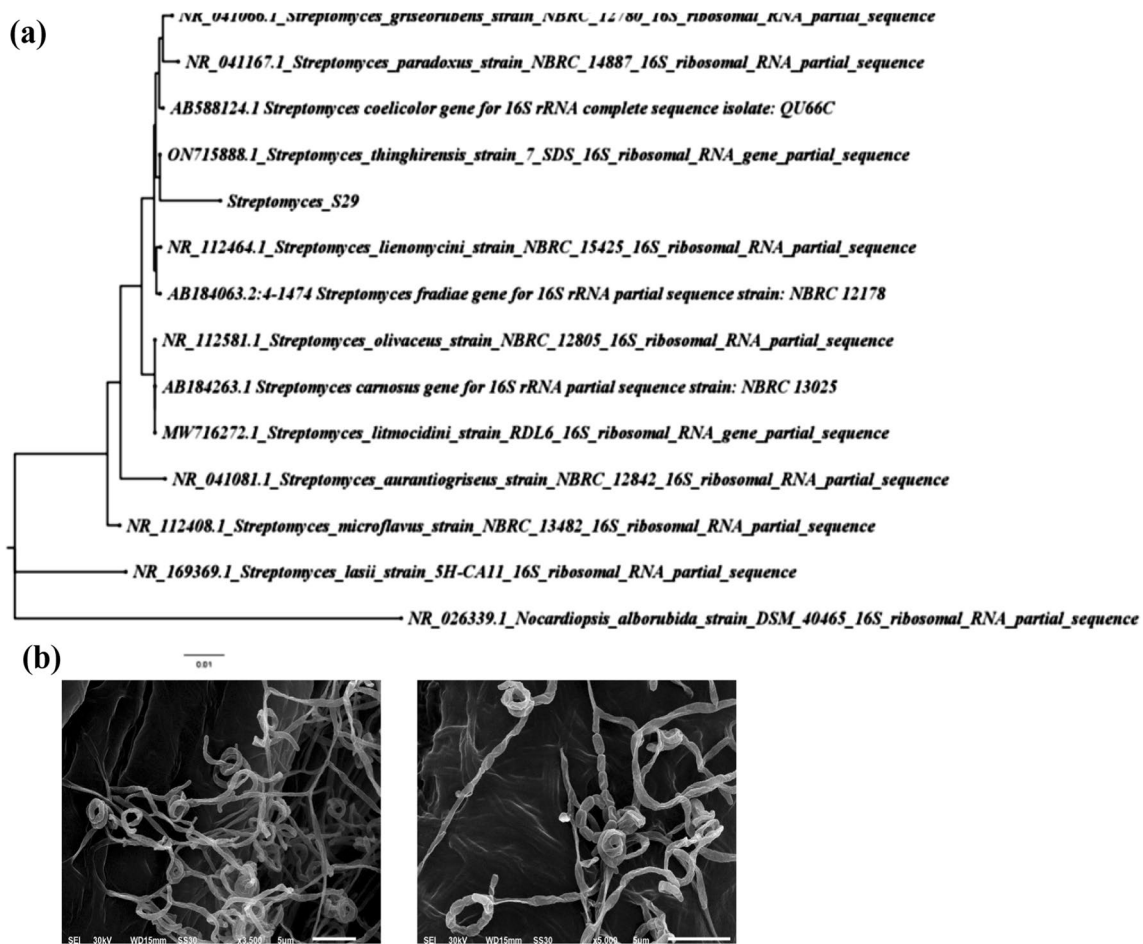 (a)
NR_041066.1_Streptomyces_griseorubens_strain_NBRC_12780_16S_ribosomal_RNA_partial_sequence
NR_041167.1_Streptomyces_paradoxus_strain_NBRC_14887_16S_ribosomal_RNA_partial_sequence
AB588124.1 Streptomyces coelicolor gene for 16S rRNA complete sequence isolate: QU66C
ON715888.1_Streptomyces_thinghirensis_strain_7_SDS_16S_ribosomal_RNA_gene_partial_sequence
Streptomyces_S29
NR_112464.1_Streptomyces_lienomycini_strain_NBRC_15425_16S_ribosomal_RNA_partial_sequence
AB184063.2:4-1474 Streptomyces fradiae gene for 16S rRNA partial sequence strain: NBRC 12178
NR_112581.1_Streptomyces_olivaceus_strain_NBRC_12805_16S_ribosomal_RNA_partial_sequence
AB184263.1 Streptomyces carnosus gene for 16S rRNA partial sequence strain: NBRC 13025
MW716272.1_Streptomyces_litmocidini_strain_RDL6_16S_ribosomal_RNA_gene_partial_sequence
NR_041081.1_Streptomyces_aurantiogriseus_strain_NBRC_12842_16S_ribosomal_RNA_partial_sequence
NR_112408.1_Streptomyces_microflavus_strain_NBRC_13482_16S_ribosomal_RNA_partial_sequence
NR_169369.1_Streptomyces_lasii_strain_5H-CA11_16S_ribosomal_RNA_partial_sequence
NR_026339.1_Nocardiopsis_alborubida_strain_DSM_40465_16S_ribosomal_RNA_partial_sequence
0.01
(b)
SEI 30kV WD15mm SS30 x3,500 5µm
SEI 30kV WD15mm SS30 x5,000 5µm